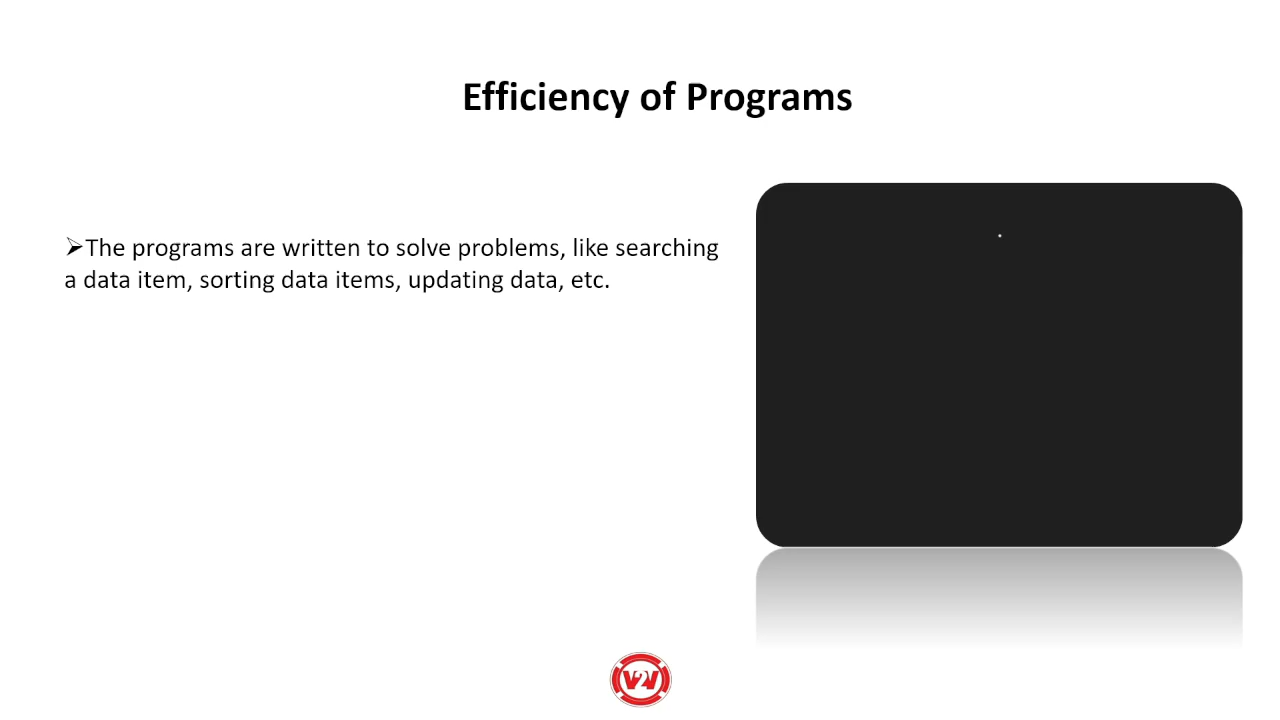 Efficiency of Programs
➢The programs are written to solve problems, like searching
a data item, sorting data items, updating data, etc.
V2V